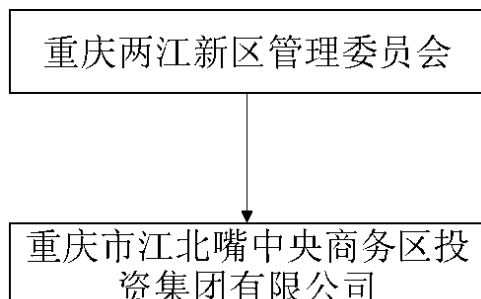 重庆两江新区管理委员会
重庆市江北嘴中央商务区投
资集团有限公司